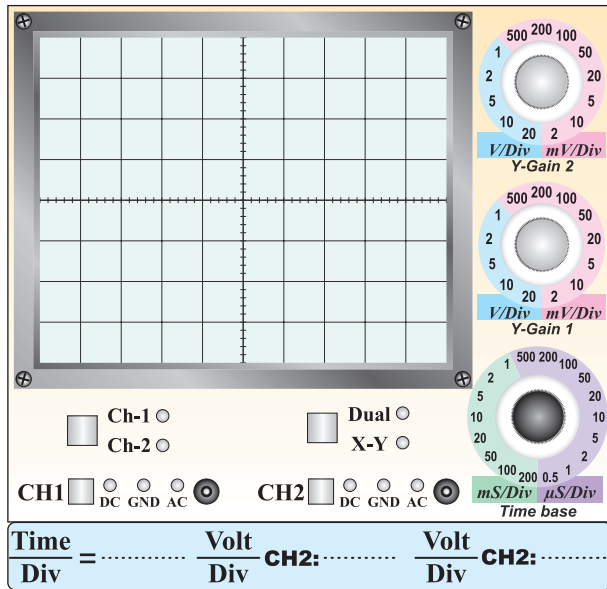 500 200 100
1 50
2 20
5 5
10 10
20 2
V/Div mV/Div
Y-Gain 2
500 200 100
1 50
2 20
5 5
10 10
20 2
V/Div mV/Div
Y-Gain 1
1 500 200 100
2 50
5 20
10 10
20 5
50 2
100 200 0.5 1
mS/Div µS/Div
Time base
Ch-1
Ch-2
Dual
X-Y
CH1 DC GND AC
CH2 DC GND AC
Time/Div = ............ Volt/Div CH2:............ Volt/Div CH2:............